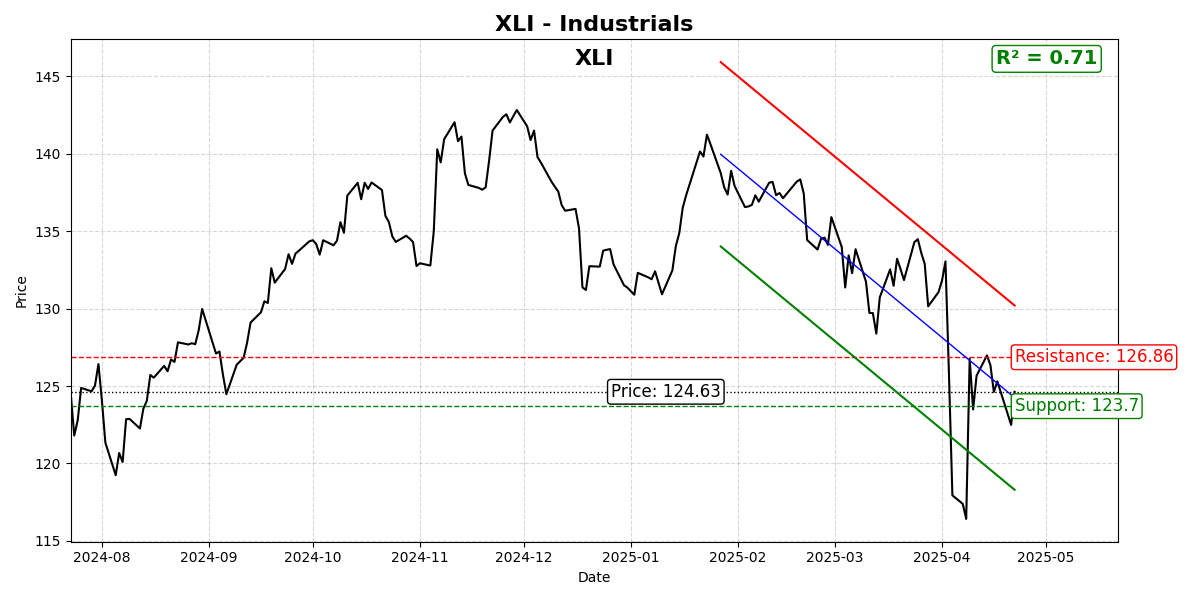 XLI - Industrials
XLI
R² = 0.71
145
140
135
130
125
120
115
Price
Resistance: 126.86
Price: 124.63
Support: 123.7
2024-08
2024-09
2024-10
2024-11
2024-12
2025-01
2025-02
2025-03
2025-04
2025-05
Date